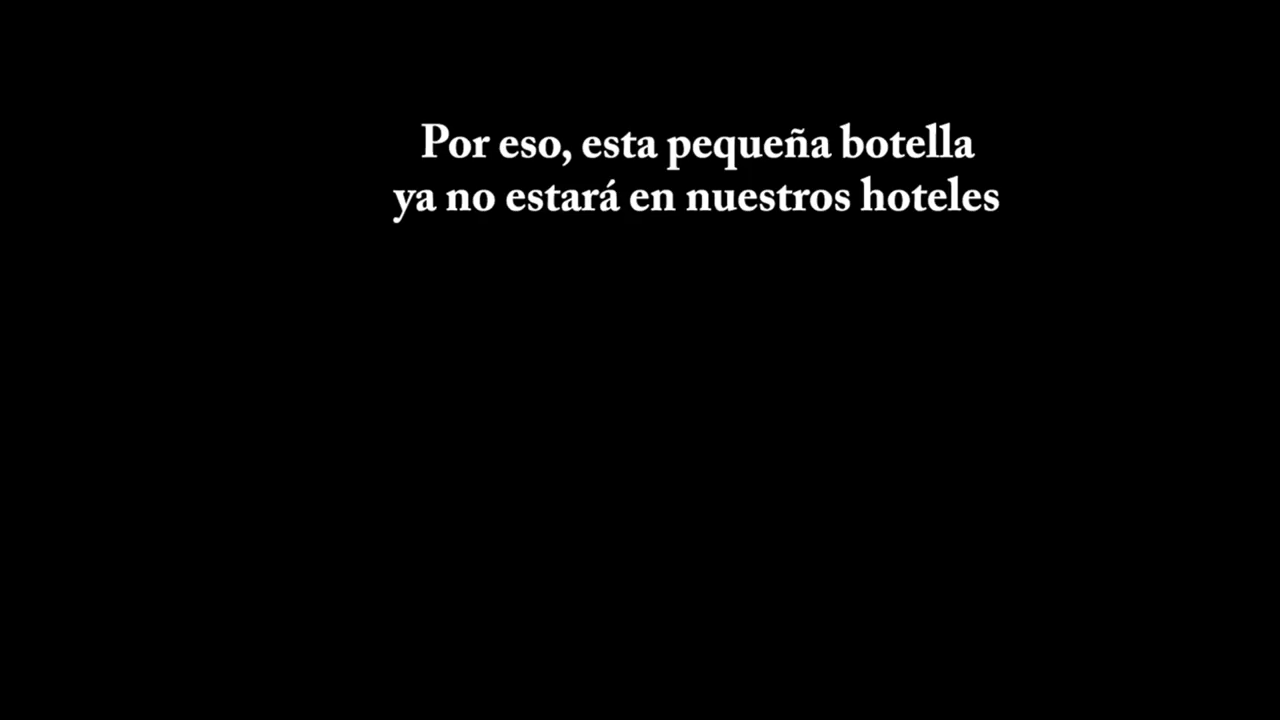 Por eso, esta pequeña botella
ya no estará en nuestros hoteles